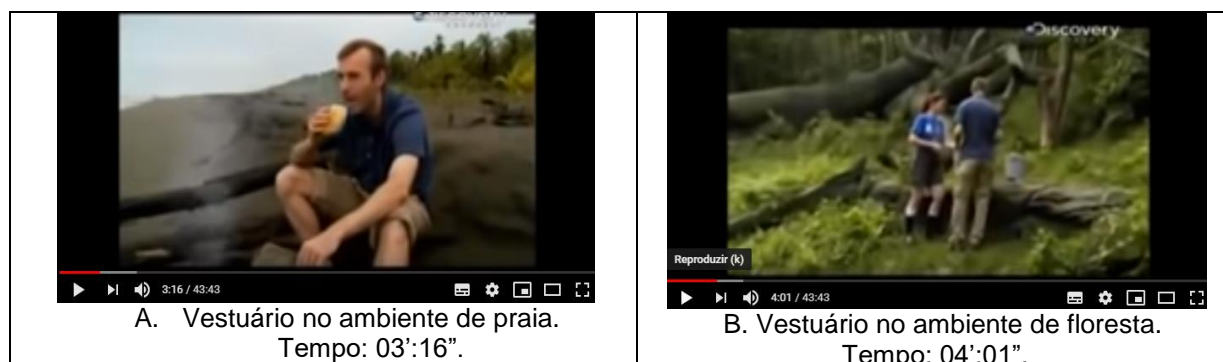 Discovery
3:16 / 43:43
A. Vestuário no ambiente de praia.
Tempo: 03’:16”.
Discovery
Reproduzir (k)
4:01 / 43:43
B. Vestuário no ambiente de floresta.
Tempo: 04’:01”.